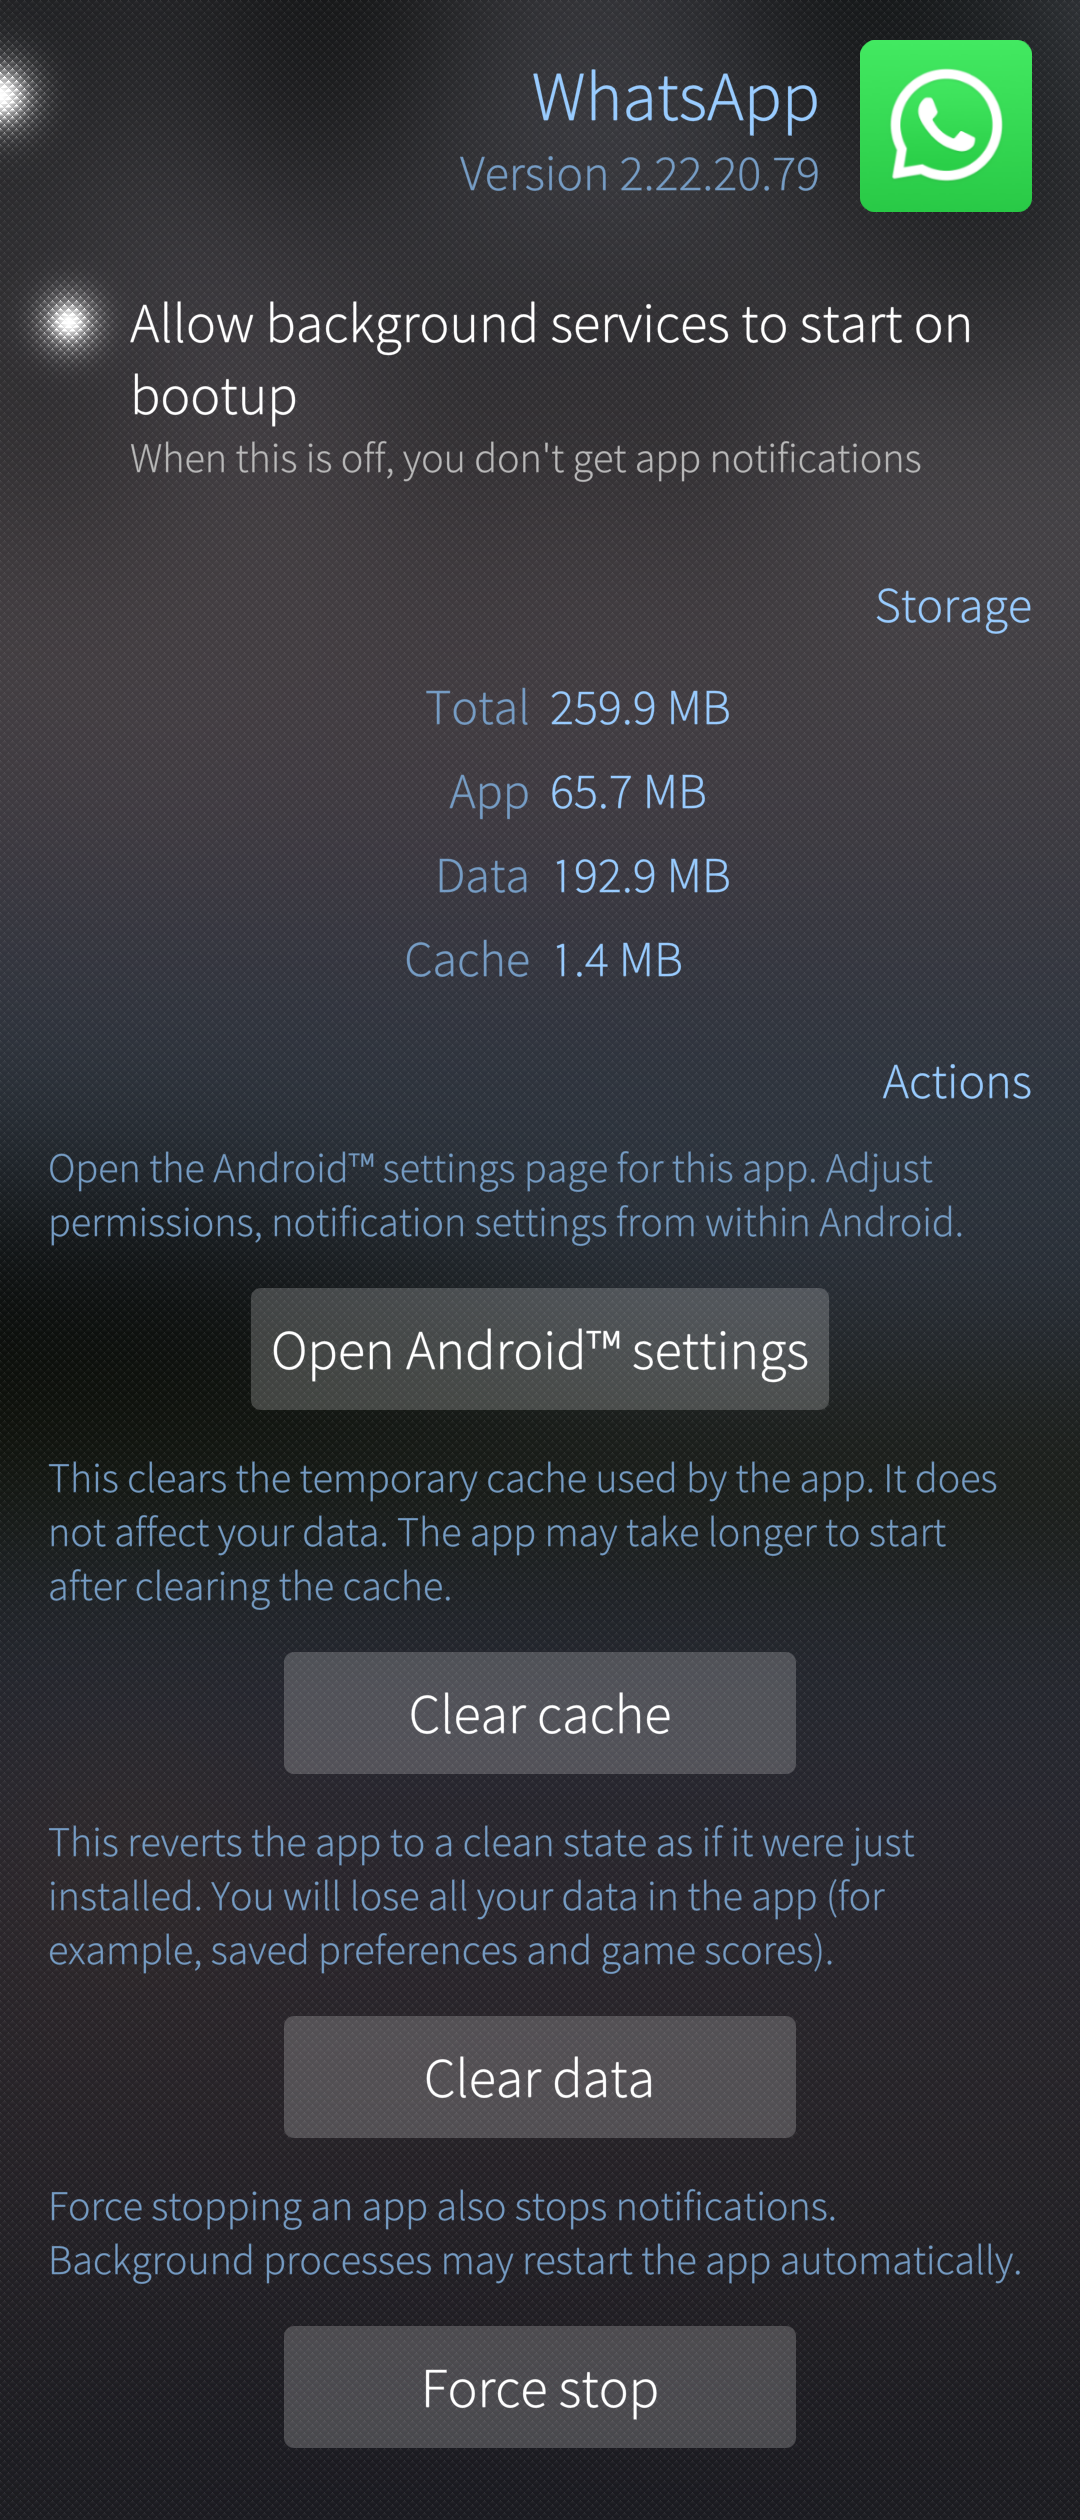 WhatsApp
Version 2.22.20.79
Allow background services to start on
bootup
When this is off, you don't get app notifications
Storage
Total 259.9 MB
App 65.7 MB
Data 192.9 MB
Cache 1.4 MB
Actions
Open the Android™ settings page for this app. Adjust
permissions, notification settings from within Android.
Open Android™ settings
This clears the temporary cache used by the app. It does
not affect your data. The app may take longer to start
after clearing the cache.
Clear cache
This reverts the app to a clean state as if it were just
installed. You will lose all your data in the app (for
example, saved preferences and game scores).
Clear data
Force stopping an app also stops notifications.
Background processes may restart the app automatically.
Force stop